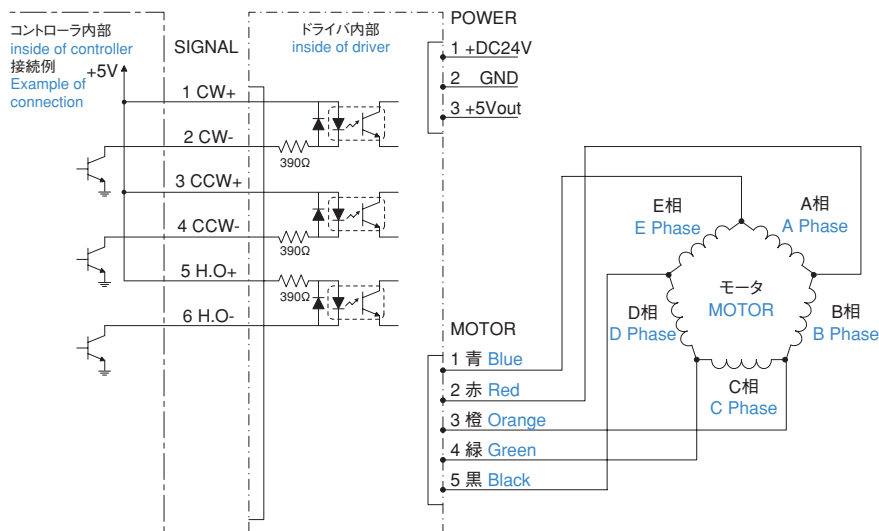 コントローラ内部
inside of controller
接続例
Example of
connection
+5V
SIGNAL
ドライバ内部
inside of driver
POWER
1 +DC24V
2 GND
3 +5Vout
1 CW+
2 CW-
390Ω
3 CCW+
4 CCW-
390Ω
5 H.O+
390Ω
6 H.O-
E相
E Phase
A相
A Phase
モータ
MOTOR
D相
D Phase
B相
B Phase
C相
C Phase
MOTOR
1 青 Blue
2 赤 Red
3 橙 Orange
4 緑 Green
5 黒 Black